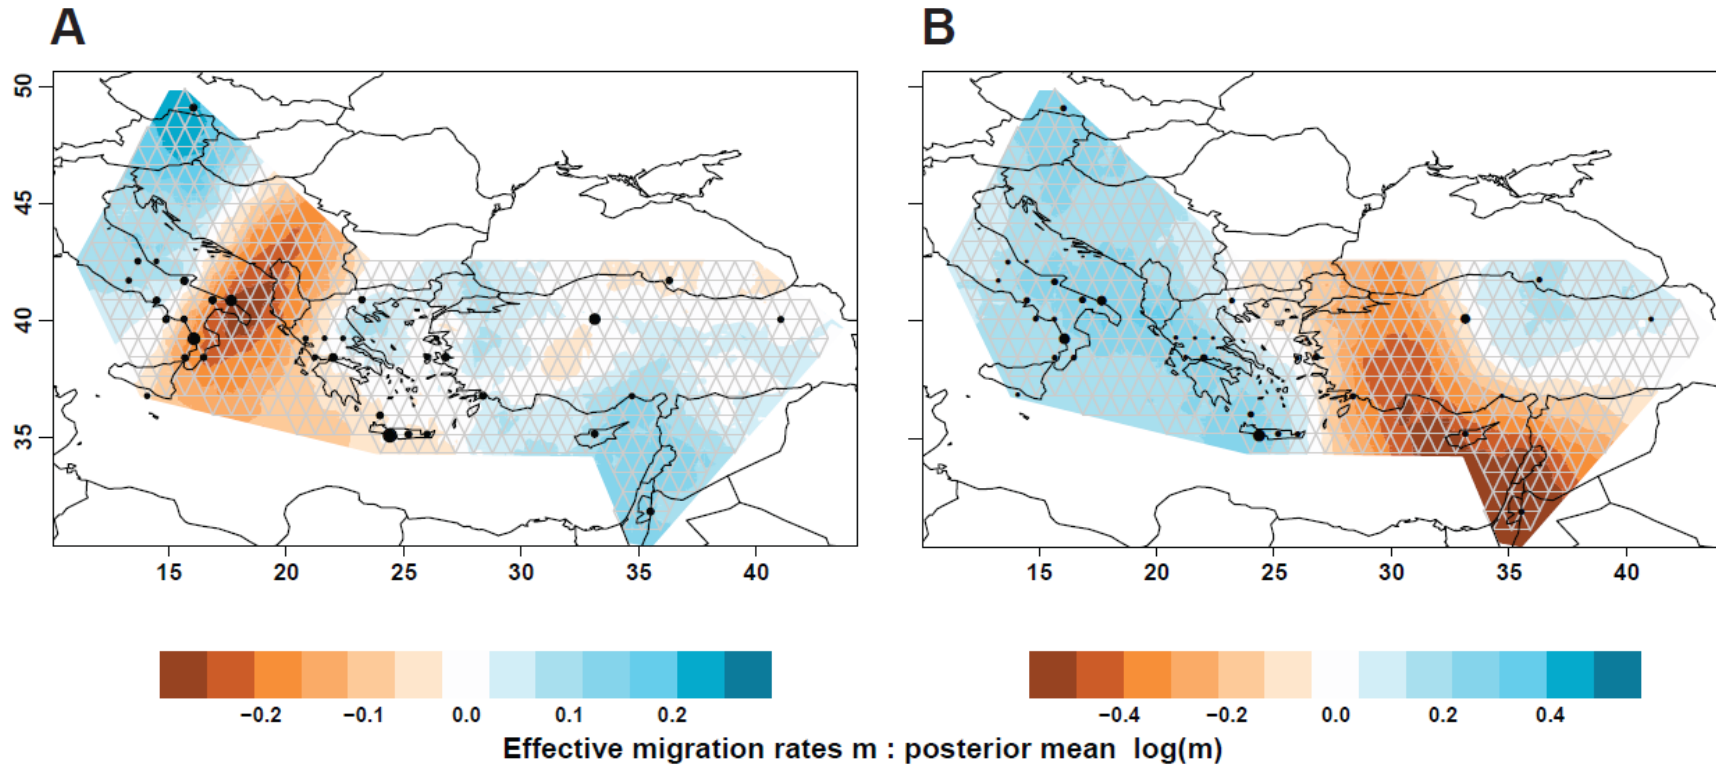 A B
50
45
40
35
15 20 25 30 35 40 15 20 25 30 35 40
−0.2 −0.1 0.0 0.1 0.2 −0.4 −0.2 0.0 0.2 0.4
Effective migration rates m : posterior mean log(m)